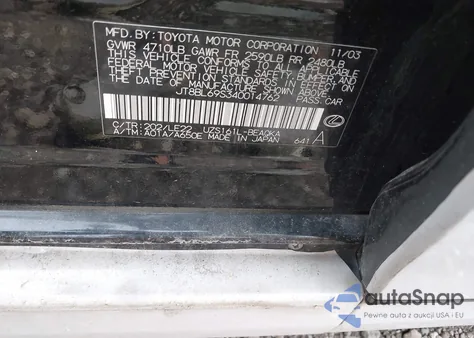 MFD. BY: TOYOTA MOTOR CORPORATION 11/03
GVWR 4710LB GAWR FR 2590LB RR 2480LB
THIS VEHICLE CONFORMS TO ALL APPLICABLE
FEDERAL MOTOR VEHICLE SAFETY, BUMPER, AND
THEFT PREVENTION STANDARDS IN EFFECT ON
THE DATE OF MANUFACTURE SHOWN ABOVE.
JT8BL69S340014762 PASS. CAR
C/TR: 202/LE22 UZS161L-BEAQKA
A/TM: A01A/A650E MADE IN JAPAN 641 A
autoSnap
Pewne auta z aukcji USA i EU